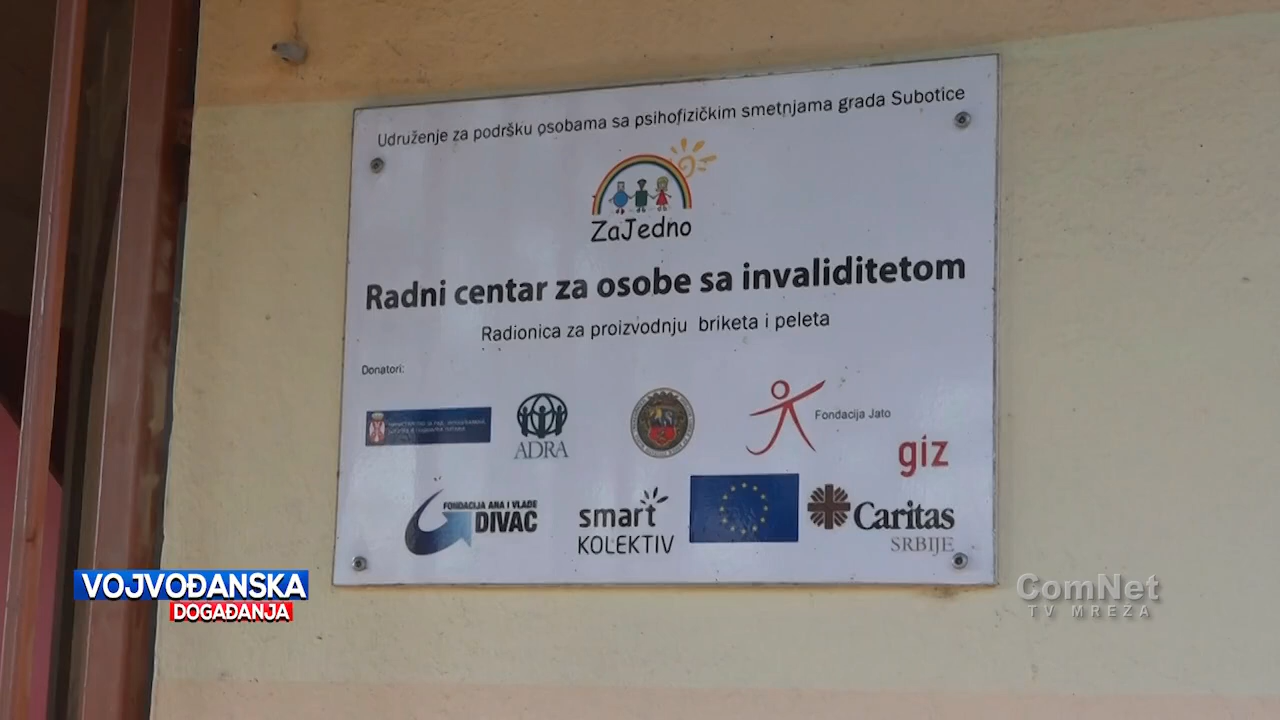 Udruženje za podršku osobama sa psihofizičkim smetnjama grada Subotice
ZaJedno
Radni centar za osobe sa invaliditetom
Radionica za proizvodnju briketa i peleta
Donatori:
ADRA
Fondacija Jato
giz
FONDACIJA ANA I VLADE
DIVAC
smart
KOLEKTIV
Caritas
SRBIJE
VOJVOĐANSKA
DOGAĐANJA
ComNet
TV MREZA